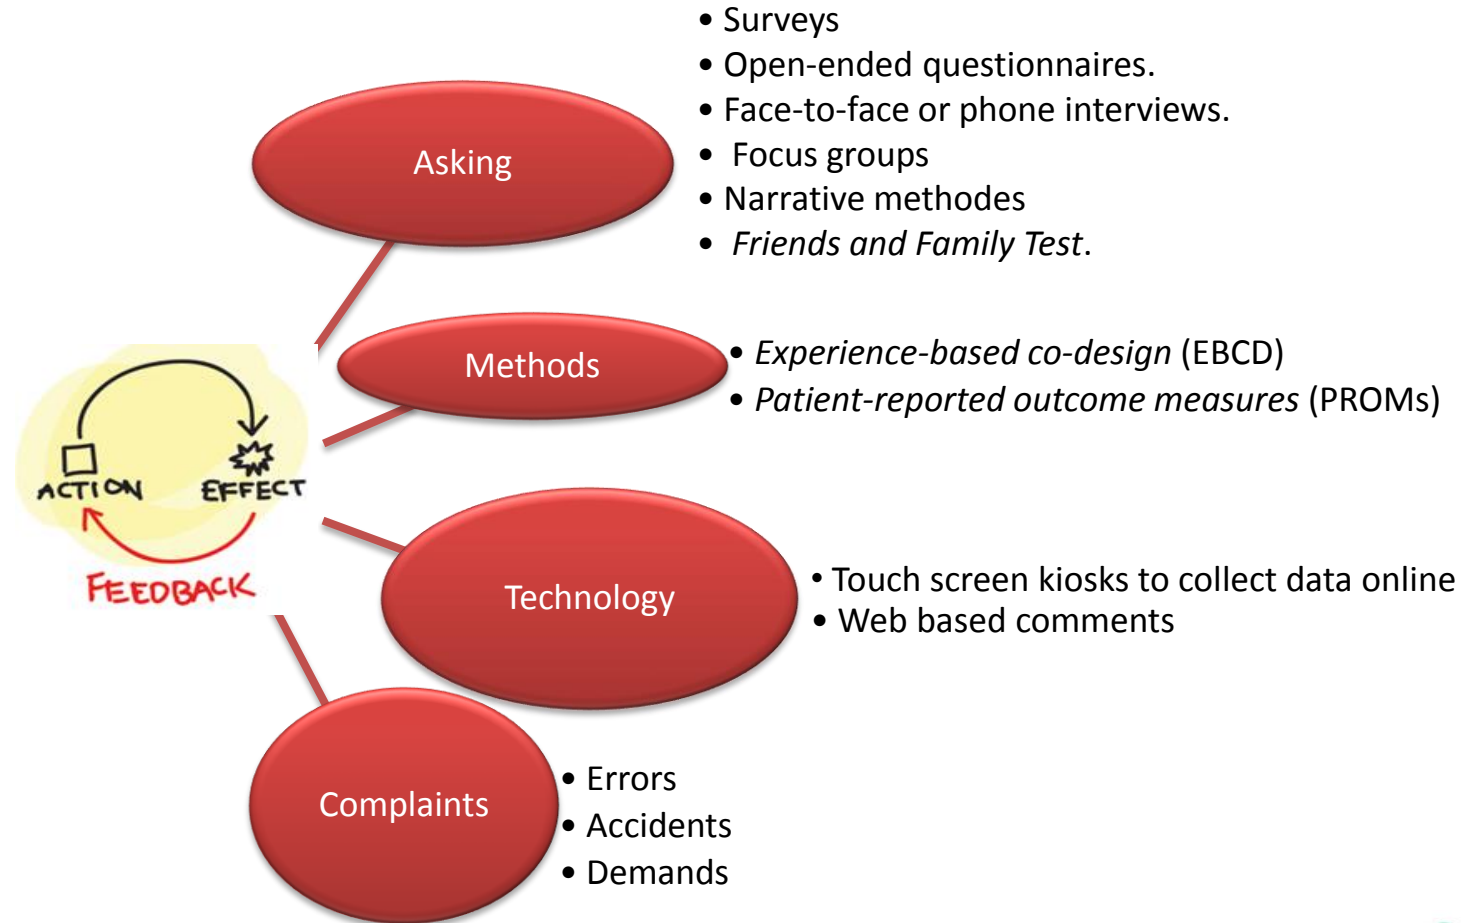 • Surveys
• Open-ended questionnaires.
• Face-to-face or phone interviews.
• Focus groups
• Narrative methodes
• Friends and Family Test.
Asking
Methods
• Experience-based co-design (EBCD)
• Patient-reported outcome measures (PROMs)
ACTION EFFECT
FEEDBACK
Technology
• Touch screen kiosks to collect data online
• Web based comments
Complaints
• Errors
• Accidents
• Demands